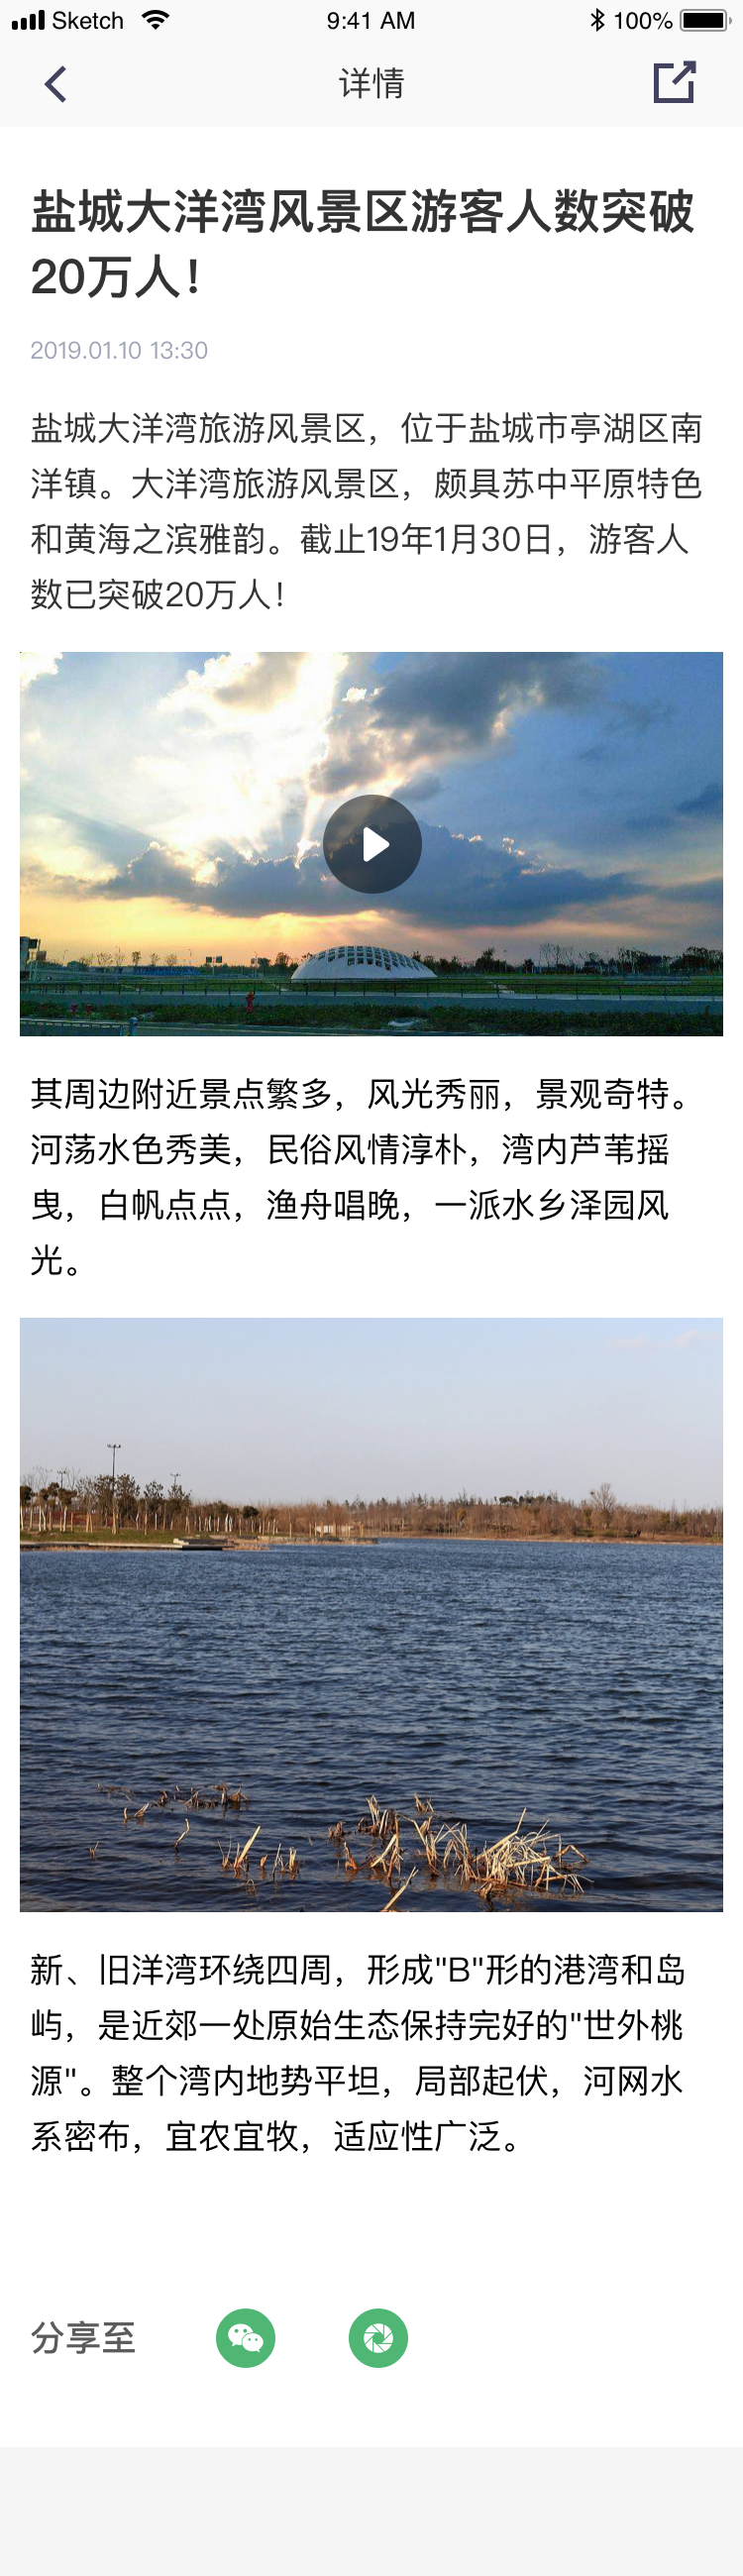 Sketch 9:41 AM 100%
详情
盐城大洋湾风景区游客人数突破
20万人！
2019.01.10 13:30
盐城大洋湾旅游风景区，位于盐城市亭湖区南
洋镇。大洋湾旅游风景区，颇具苏中平原特色
和黄海之滨雅韵。截止19年1月30日，游客人
数已突破20万人！
其周边附近景点繁多，风光秀丽，景观奇特。
河荡水色秀美，民俗风情淳朴，湾内芦苇摇
曳，白帆点点，渔舟唱晚，一派水乡泽园风
光。
新、旧洋湾环绕四周，形成"B"形的港湾和岛
屿，是近郊一处原始生态保持完好的"世外桃
源"。整个湾内地势平坦，局部起伏，河网水
系密布，宜农宜牧，适应性广泛。
分享至